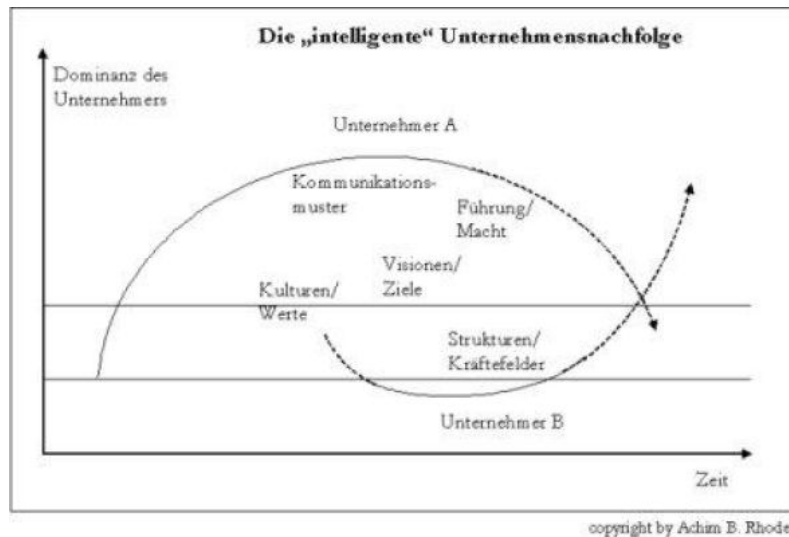 Die „intelligente“ Unternehmensnachfolge
Dominanz des
Unternehmers
Unternehmer A
Kommunikations-
muster
Führung/
Macht
Visionen/
Ziele
Kulturen/
Werte
Strukturen/
Kräftefelder
Unternehmer B
Zeit
copyright by Achim B. Rhode